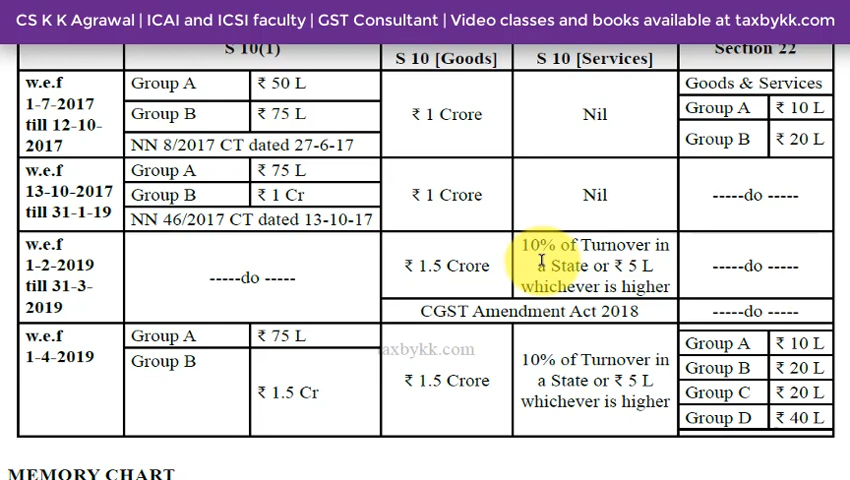 CS K K Agrawal | ICAI and ICSI faculty | GST Consultant | Video classes and books available at taxbykk.com
S 10(1)
S 10 [Goods]
S 10 [Services]
Section 22
w.e.f
1-7-2017
till 12-10-
2017
Group A
₹ 50 L
Group B
₹ 75 L
NN 8/2017 CT dated 27-6-17
₹ 1 Crore
Nil
Goods & Services
Group A
₹ 10 L
Group B
₹ 20 L
w.e.f
13-10-2017
till 31-1-19
Group A
₹ 75 L
Group B
₹ 1 Cr
NN 46/2017 CT dated 13-10-17
₹ 1 Crore
Nil
-----do -----
w.e.f
1-2-2019
till 31-3-
2019
-----do -----
₹ 1.5 Crore
10% of Turnover in
a State or ₹ 5 L
whichever is higher
-----do -----
CGST Amendment Act 2018
-----do -----
w.e.f
1-4-2019
Group A
₹ 75 L
Group B
₹ 1.5 Cr
taxbykk.com
₹ 1.5 Crore
10% of Turnover in
a State or ₹ 5 L
whichever is higher
Group A
₹ 10 L
Group B
₹ 20 L
Group C
₹ 20 L
Group D
₹ 40 L
MEMORY CHART